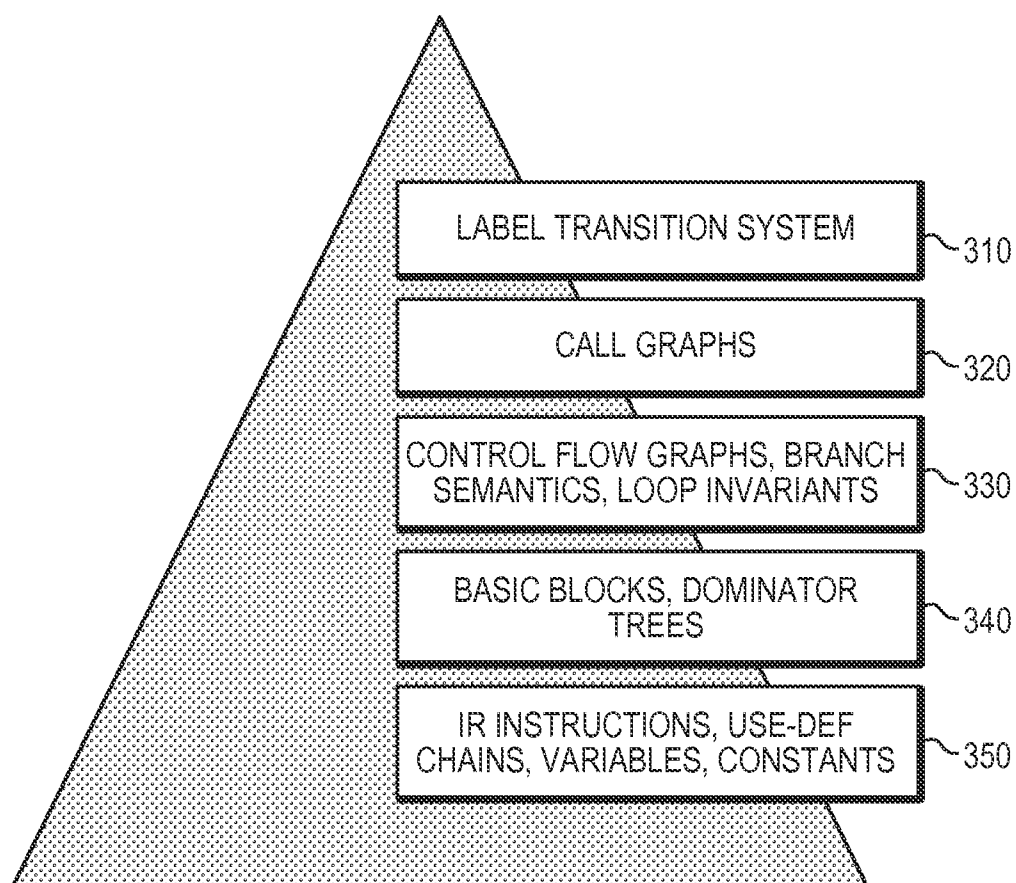 LABEL TRANSITION SYSTEM
310
CALL GRAPHS
320
CONTROL FLOW GRAPHS, BRANCH
SEMANTICS, LOOP INVARIANTS
330
BASIC BLOCKS, DOMINATOR
TREES
340
IR INSTRUCTIONS, USE-DEF
CHAINS, VARIABLES, CONSTANTS
350